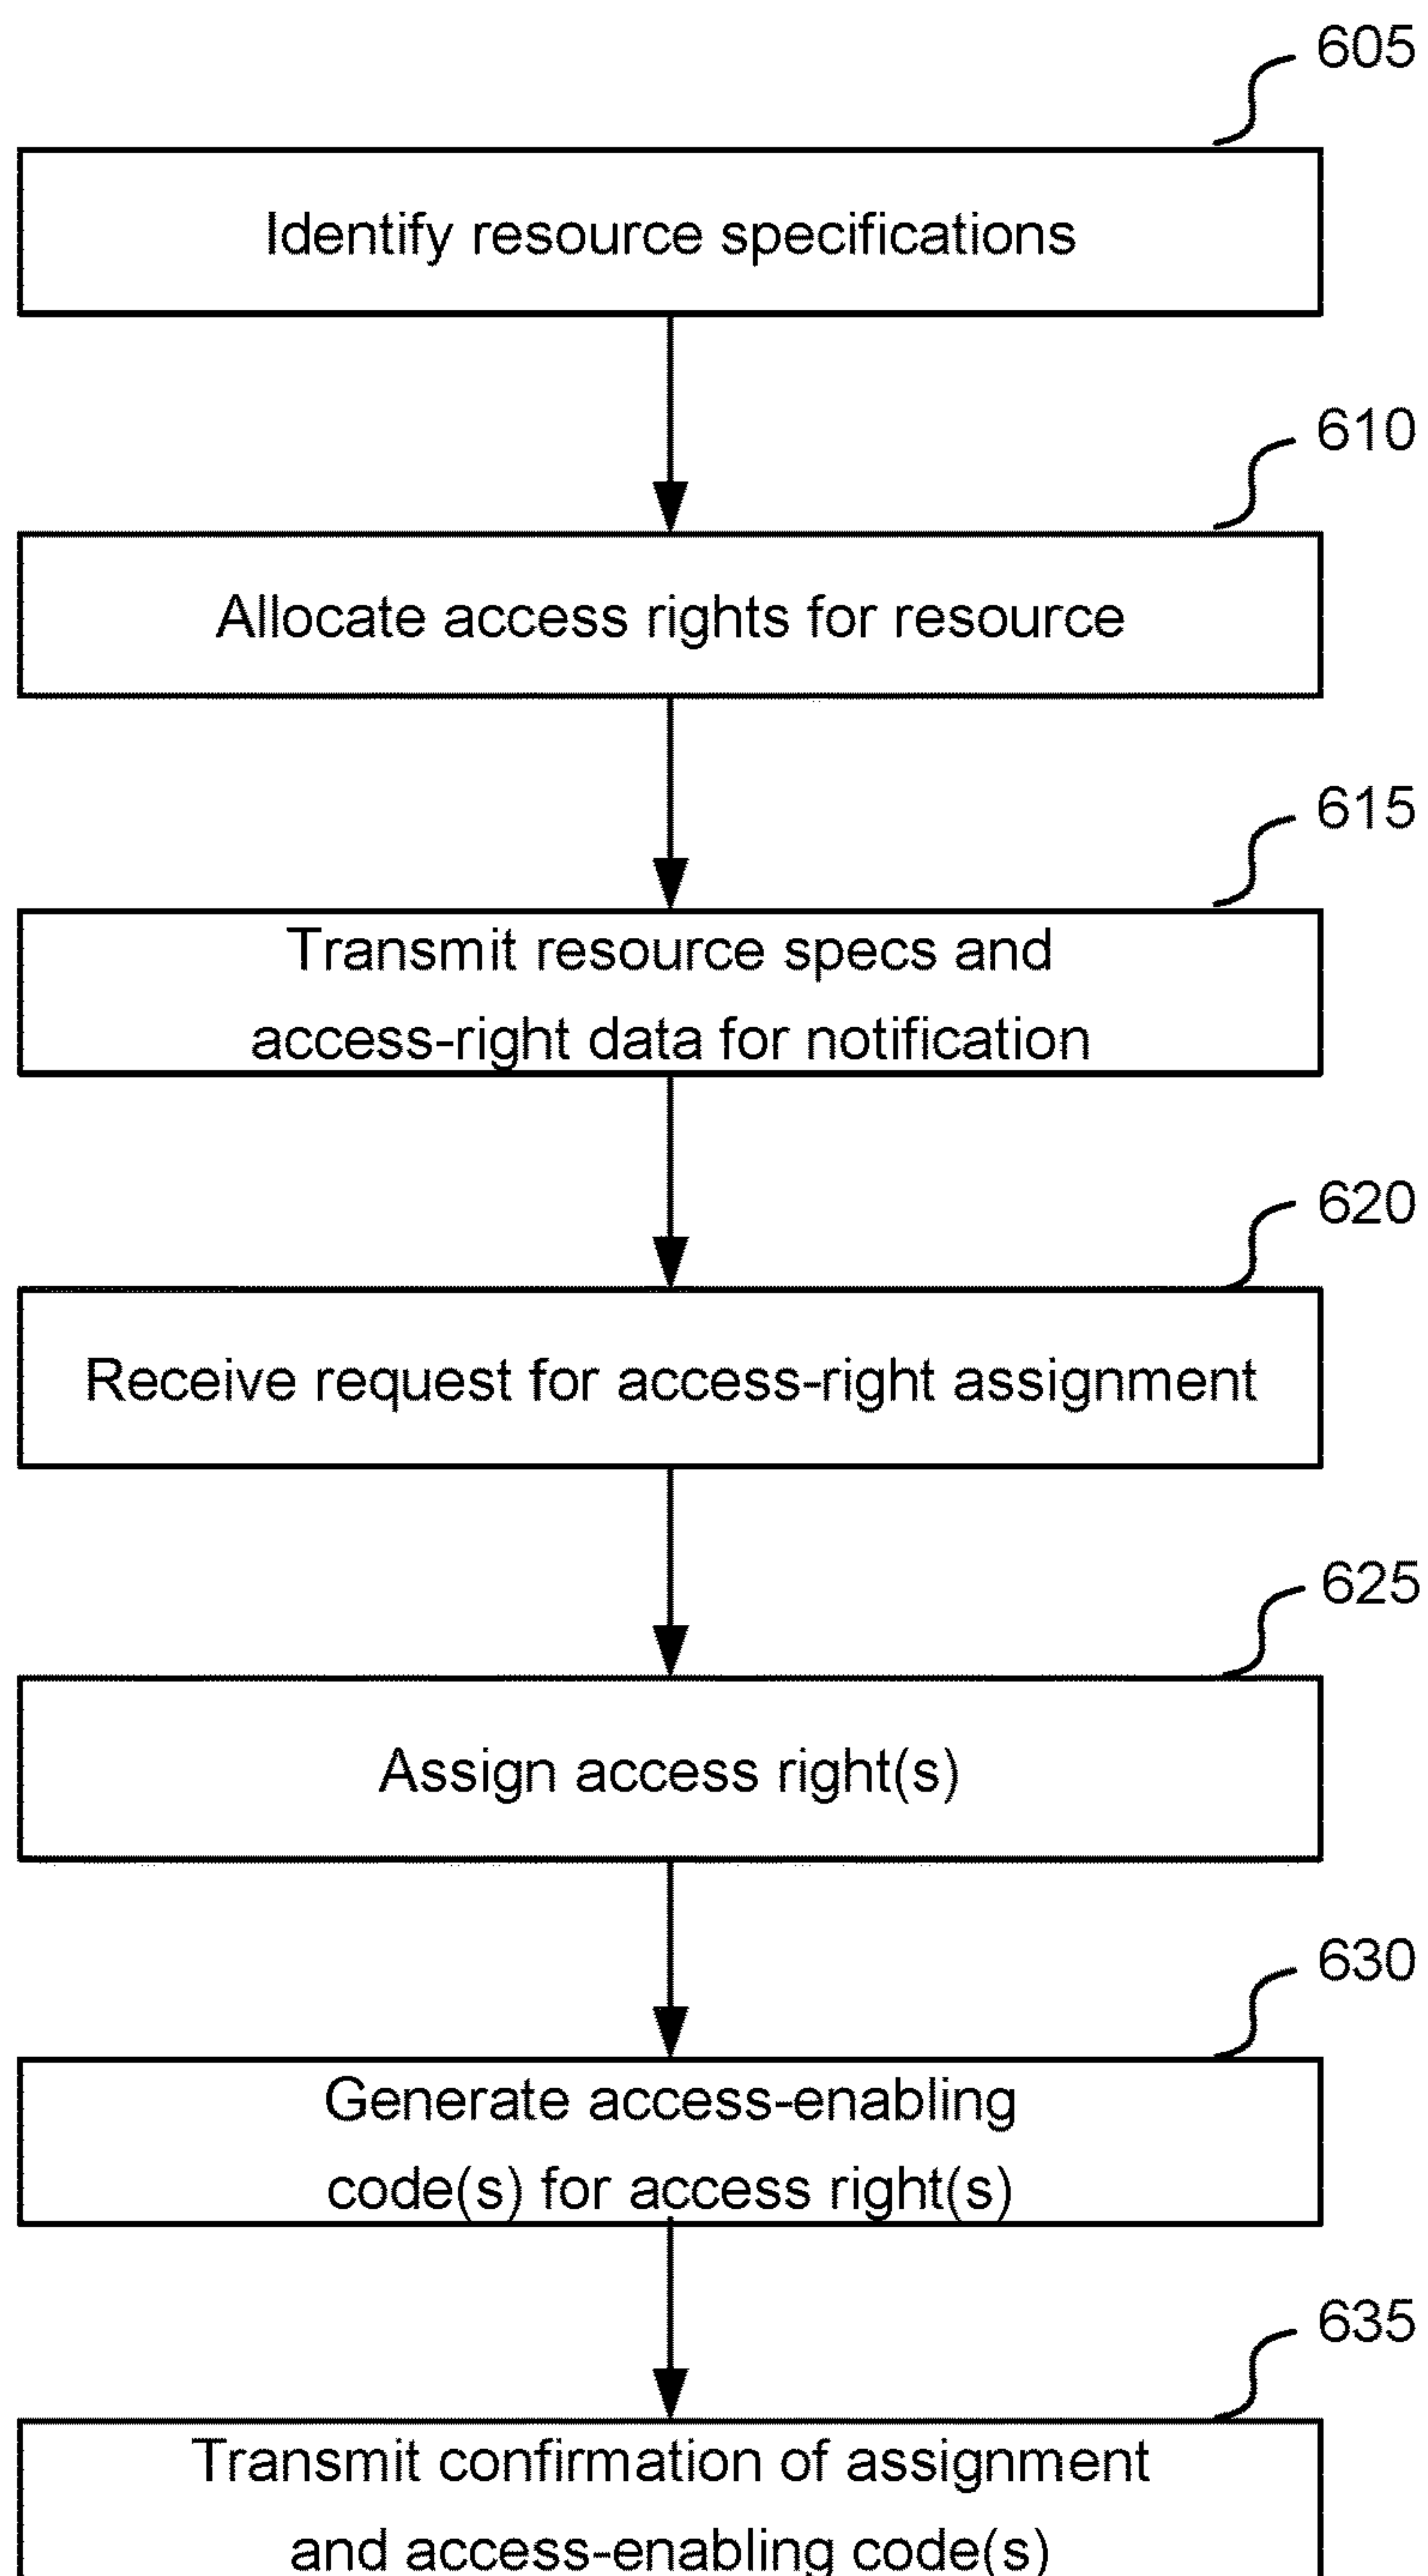 605
Identify resource specifications
610
Allocate access rights for resource
615
Transmit resource specs and
access-right data for notification
620
Receive request for access-right assignment
625
Assign access right(s)
630
Generate access-enabling
code(s) for access right(s)
635
Transmit confirmation of assignment
and access-enabling code(s)